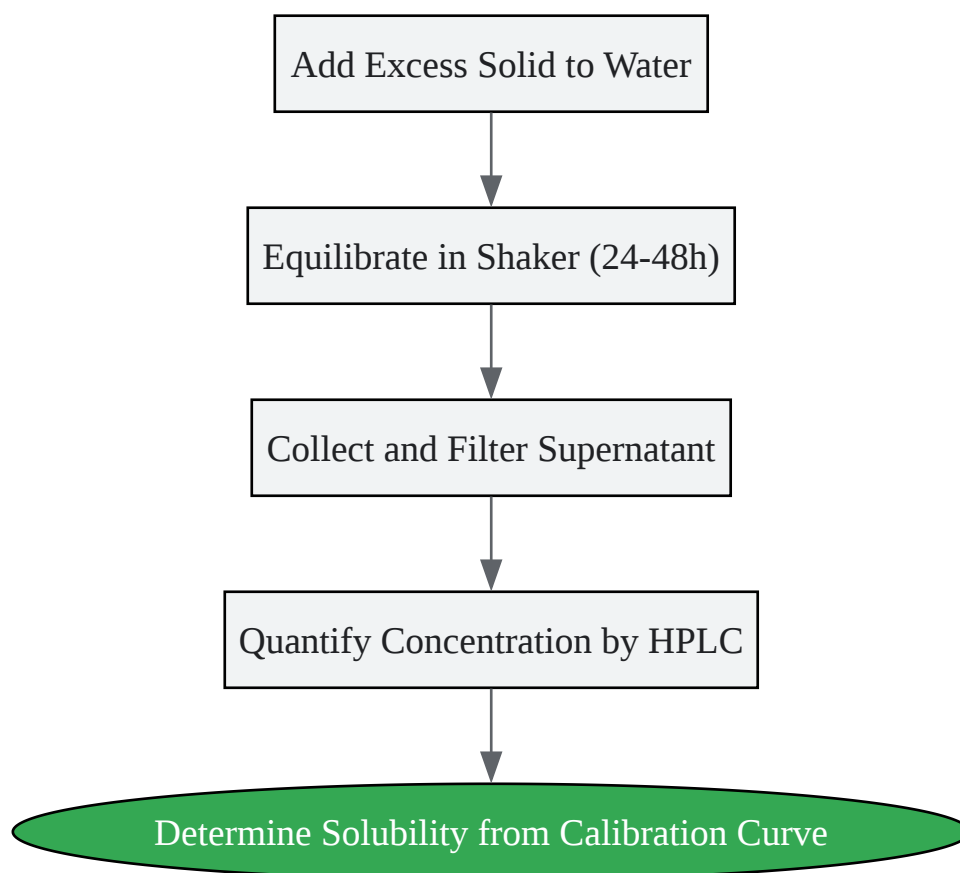 Add Excess Solid to Water
Equilibrate in Shaker (24-48h)
Collect and Filter Supernatant
Quantify Concentration by HPLC
Determine Solubility from Calibration Curve